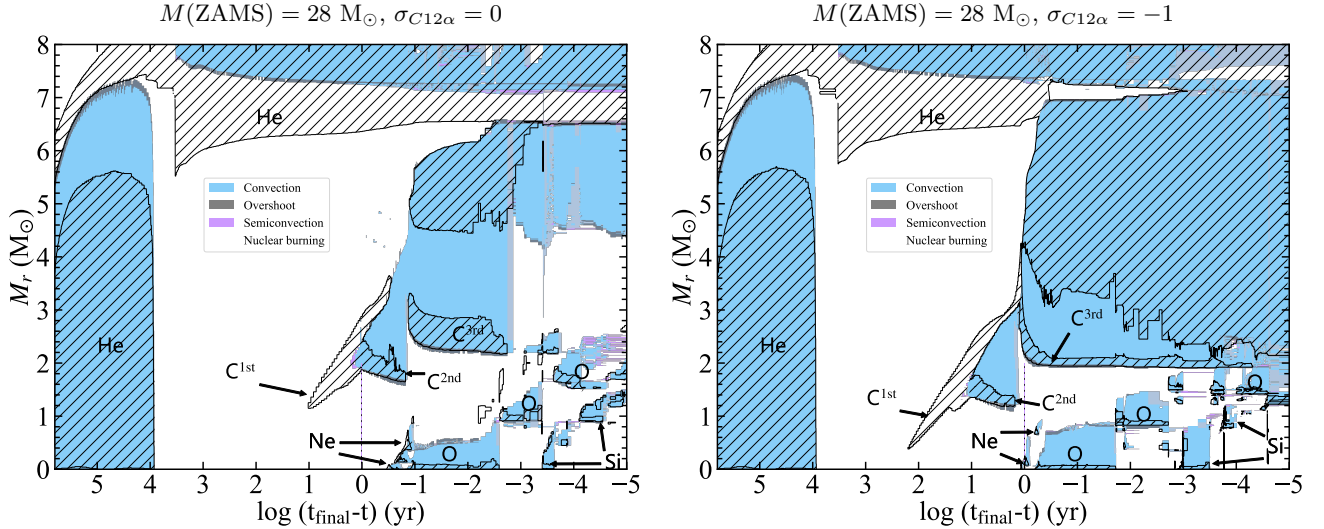 M(ZAMS) = 28 M⊙, σC12α = 0
8
7
6
5
4
3
2
1
0
Mr (M⊙)
He
He
Convection
Overshoot
Semiconvection
Nuclear burning
C1st
C2nd
C3rd
Ne
O
O
O
Si
5 4 3 2 1 0 −1 −2 −3 −4 −5
log (tfinal-t) (yr)
M(ZAMS) = 28 M⊙, σC12α = −1
8
7
6
5
4
3
2
1
0
Mr (M⊙)
He
He
Convection
Overshoot
Semiconvection
Nuclear burning
C1st
C2nd
C3rd
Ne
O
O
O
Si
5 4 3 2 1 0 −1 −2 −3 −4 −5
log (tfinal-t) (yr)